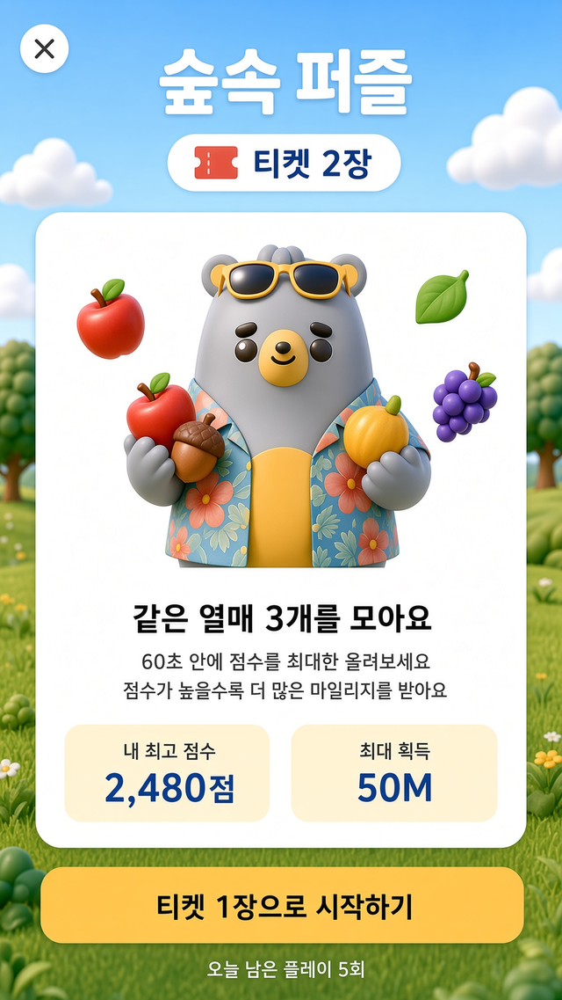 숲속 퍼즐
티켓 2장
같은 열매 3개를 모아요
60초 안에 점수를 최대한 올려보세요
점수가 높을수록 더 많은 마일리지를 받아요
내 최고 점수
2,480점
최대 획득
50M
티켓 1장으로 시작하기
오늘 남은 플레이 5회